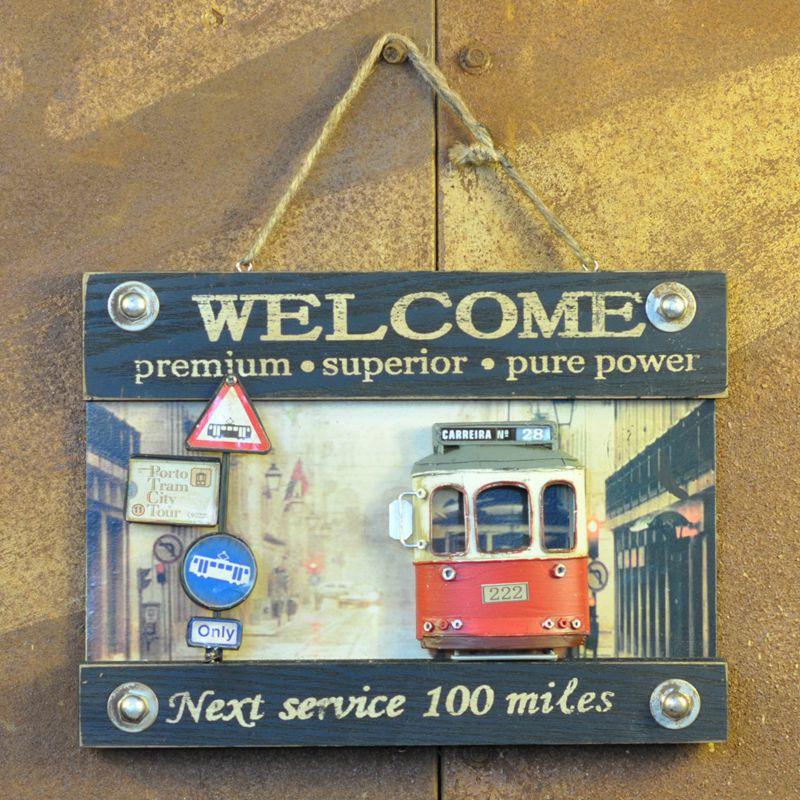 WELCOME
premium • superior • pure power
CARREIRA Nº 28
Porto
Tram
City
Tour
222
Only
Next service 100 miles